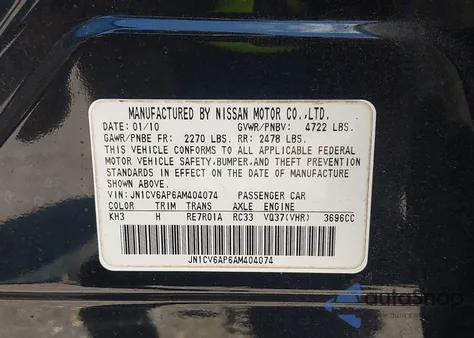 MANUFACTURED BY NISSAN MOTOR CO.,LTD.
DATE: 01/10 GVWR/PNBV: 4722 LBS.
GAWR/PNBE FR: 2270 LBS. RR: 2478 LBS.
THIS VEHICLE CONFORMS TO ALL APPLICABLE FEDERAL
MOTOR VEHICLE SAFETY,BUMPER,AND THEFT PREVENTION
STANDARDS IN EFFECT ON THE DATE OF MANUFACTURE
SHOWN ABOVE.
VIN: JN1CV6AP6AM404074 PASSENGER CAR
COLOR TRIM TRANS AXLE ENGINE
KH3 H RE7R01A RC33 VQ37(VHR) 3696CC
JN1CV6AP6AM404074
autoSnap